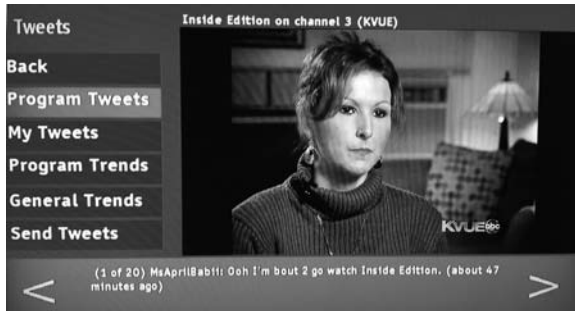 Tweets
Inside Edition on channel 3 (KVUE)
Back
Program Tweets
My Tweets
Program Trends
General Trends
Send Tweets
KVUE abc
(1 of 20) MsAprilBabii: Ooh I'm bout 2 go watch Inside Edition. (about 47
minutes ago)
< >